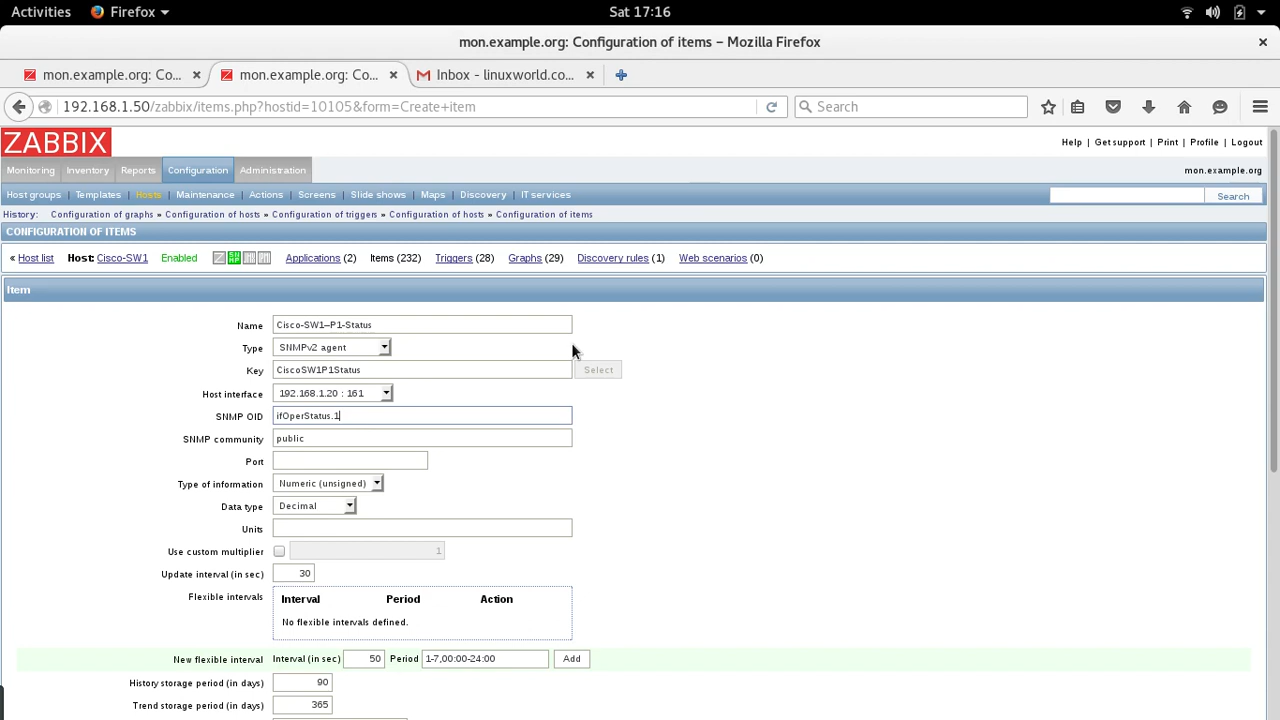 Activities Firefox Sat 17:16
mon.example.org: Configuration of items – Mozilla Firefox
mon.example.org: Co... mon.example.org: Co... Inbox - linuxworld.co...
192.168.1.50/zabbix/items.php?hostid=10105&form=Create+item Search
ZABBIX Help | Get support | Print | Profile | Logout
Monitoring Inventory Reports Configuration Administration mon.example.org
Host groups | Templates | Hosts | Maintenance | Actions | Screens | Slide shows | Maps | Discovery | IT services Search
History: Configuration of graphs » Configuration of hosts » Configuration of triggers » Configuration of hosts » Configuration of items
CONFIGURATION OF ITEMS
« Host list Host: Cisco-SW1 Enabled Applications (2) Items (232) Triggers (28) Graphs (29) Discovery rules (1) Web scenarios (0)
Item
Name Cisco-SW1--P1-Status
Type SNMPv2 agent
Key CiscoSW1P1Status Select
Host interface 192.168.1.20 : 161
SNMP OID ifOperStatus.1
SNMP community public
Port
Type of information Numeric (unsigned)
Data type Decimal
Units
Use custom multiplier 1
Update interval (in sec) 30
Flexible intervals Interval Period Action
No flexible intervals defined.
New flexible interval Interval (in sec) 50 Period 1-7,00:00-24:00 Add
History storage period (in days) 90
Trend storage period (in days) 365